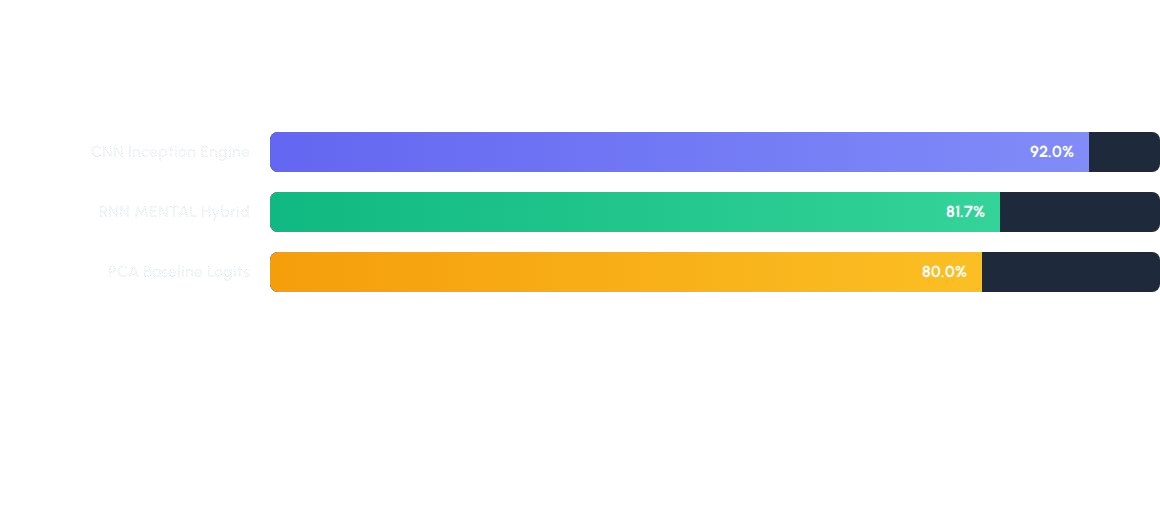 CNN Inception Engine 92.0%
RNN MENTAL Hybrid 81.7%
PCA Baseline Logits 80.0%